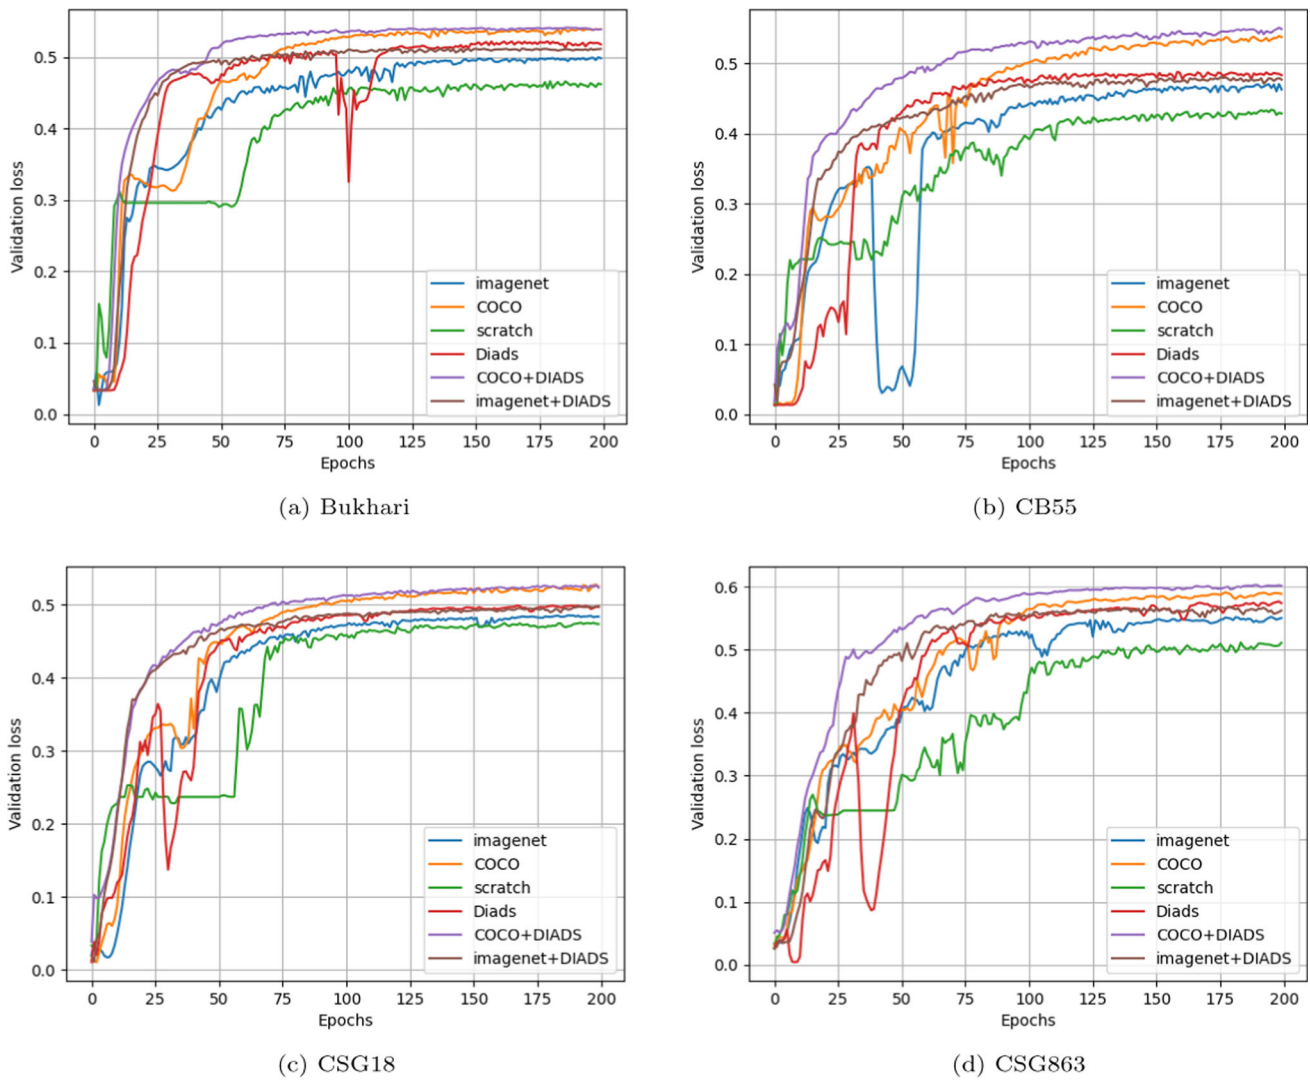 0.5
0.4
0.3
0.2
0.1
0.0
Validation loss
imagenet
COCO
scratch
Diads
COCO+DIADS
imagenet+DIADS
0 25 50 75 100 125 150 175 200
Epochs
(a) Bukhari
0.5
0.4
0.3
0.2
0.1
0.0
Validation loss
imagenet
COCO
scratch
Diads
COCO+DIADS
imagenet+DIADS
0 25 50 75 100 125 150 175 200
Epochs
(b) CB55
0.5
0.4
0.3
0.2
0.1
0.0
Validation loss
imagenet
COCO
scratch
Diads
COCO+DIADS
imagenet+DIADS
0 25 50 75 100 125 150 175 200
Epochs
(c) CSG18
0.6
0.5
0.4
0.3
0.2
0.1
0.0
Validation loss
imagenet
COCO
scratch
Diads
COCO+DIADS
imagenet+DIADS
0 25 50 75 100 125 150 175 200
Epochs
(d) CSG863